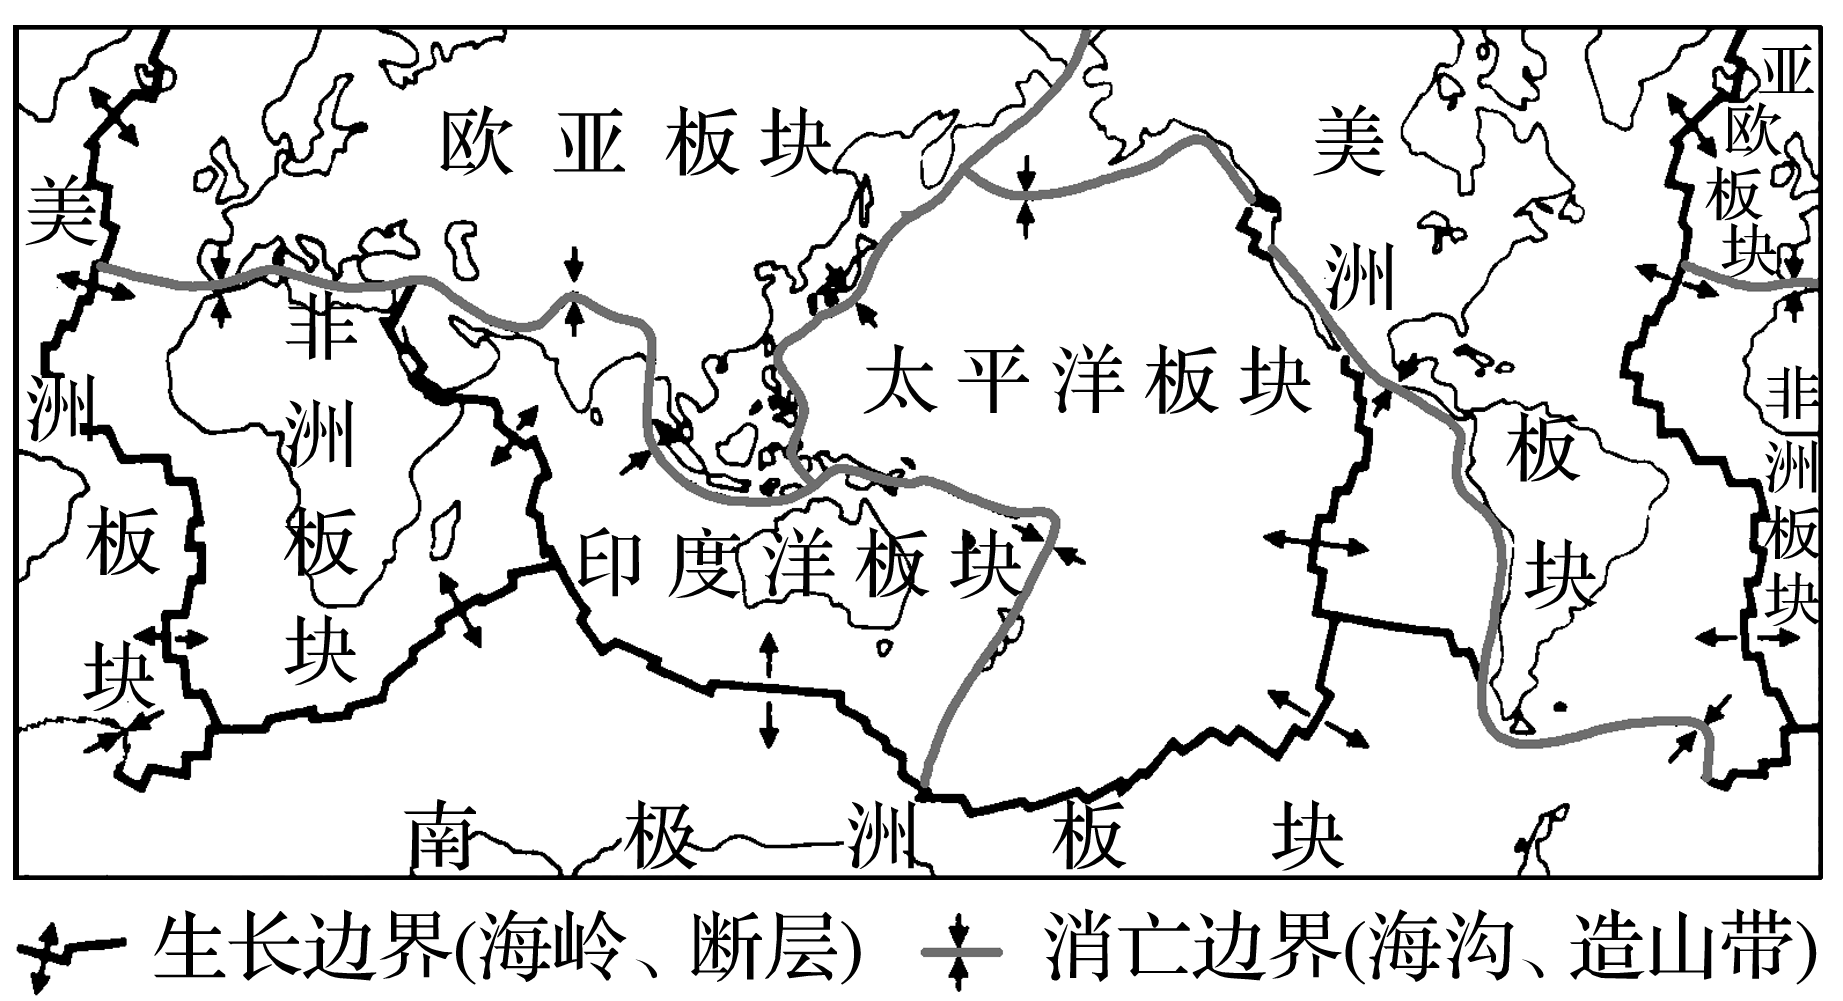 欧亚板块
美洲板块
非洲板块
印度洋板块
太平洋板块
美洲板块
亚欧板块
非洲板块
南极洲板块
生长边界(海岭、断层)
消亡边界(海沟、造山带)